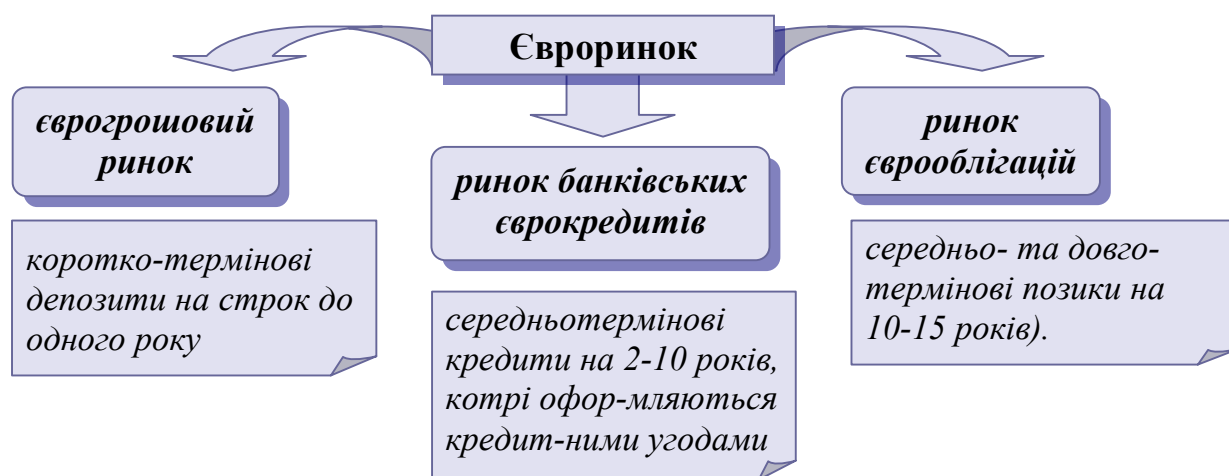 Євроринок
єврогрошовий
ринок
коротко-термінові
депозити на строк до
одного року
ринок банківських
єврокредитів
середньотермінові
кредити на 2-10 років,
котрі офор-мляються
кредит-ними угодами
ринок
єврооблігацій
середньо- та довго-
термінові позики на
10-15 років).